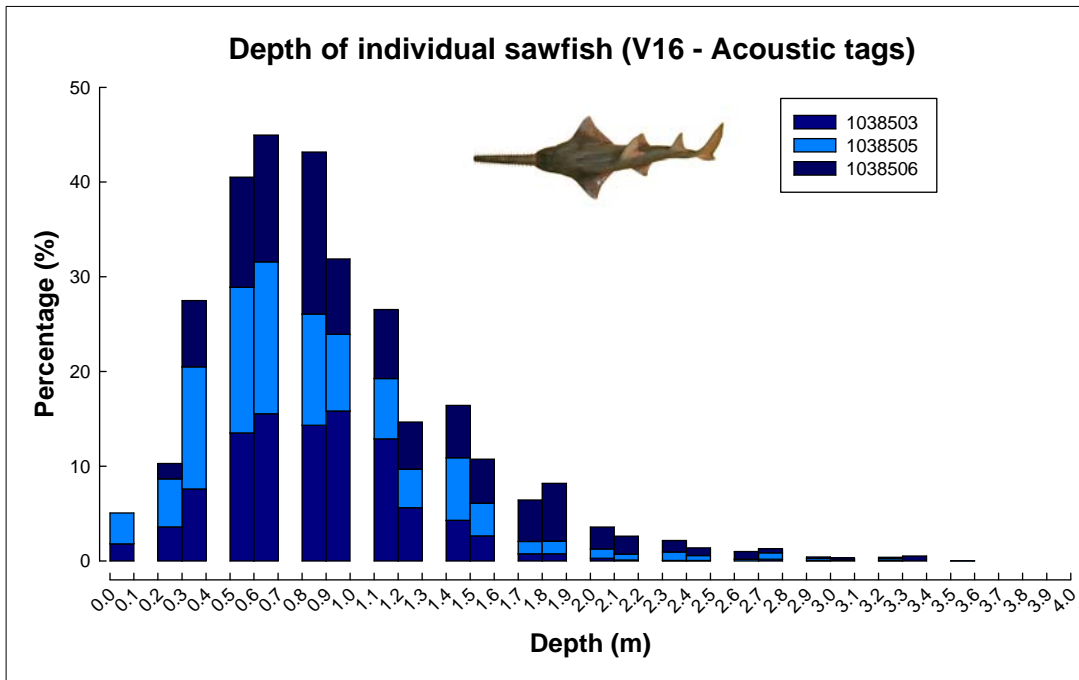 Depth of individual sawfish (V16 - Acoustic tags)
50
40
30
20
10
0
Percentage (%)
1038503
1038505
1038506
0.0 0.1 0.2 0.3 0.4 0.5 0.6 0.7 0.8 0.9 1.0 1.1 1.2 1.3 1.4 1.5 1.6 1.7 1.8 1.9 2.0 2.1 2.2 2.3 2.4 2.5 2.6 2.7 2.8 2.9 3.0 3.1 3.2 3.3 3.4 3.5 3.6 3.7 3.8 3.9 4.0
Depth (m)